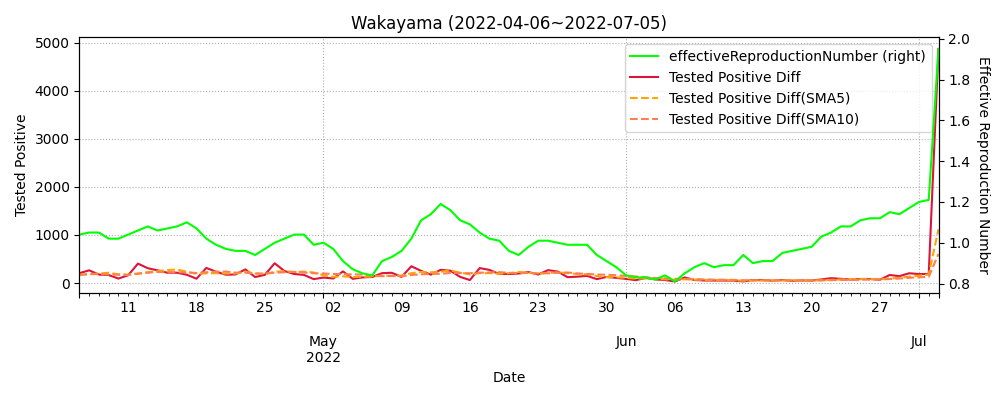 Wakayama (2022-04-06~2022-07-05)
effectiveReproductionNumber (right)
Tested Positive Diff
Tested Positive Diff(SMA5)
Tested Positive Diff(SMA10)
Tested Positive
5000
4000
3000
2000
1000
0
2.0
1.8
1.6
1.4
1.2
1.0
0.8
Effective Reproduction Number
11 18 25 02 09 16 23 30 06 13 20 27
May Jun Jul
2022
Date